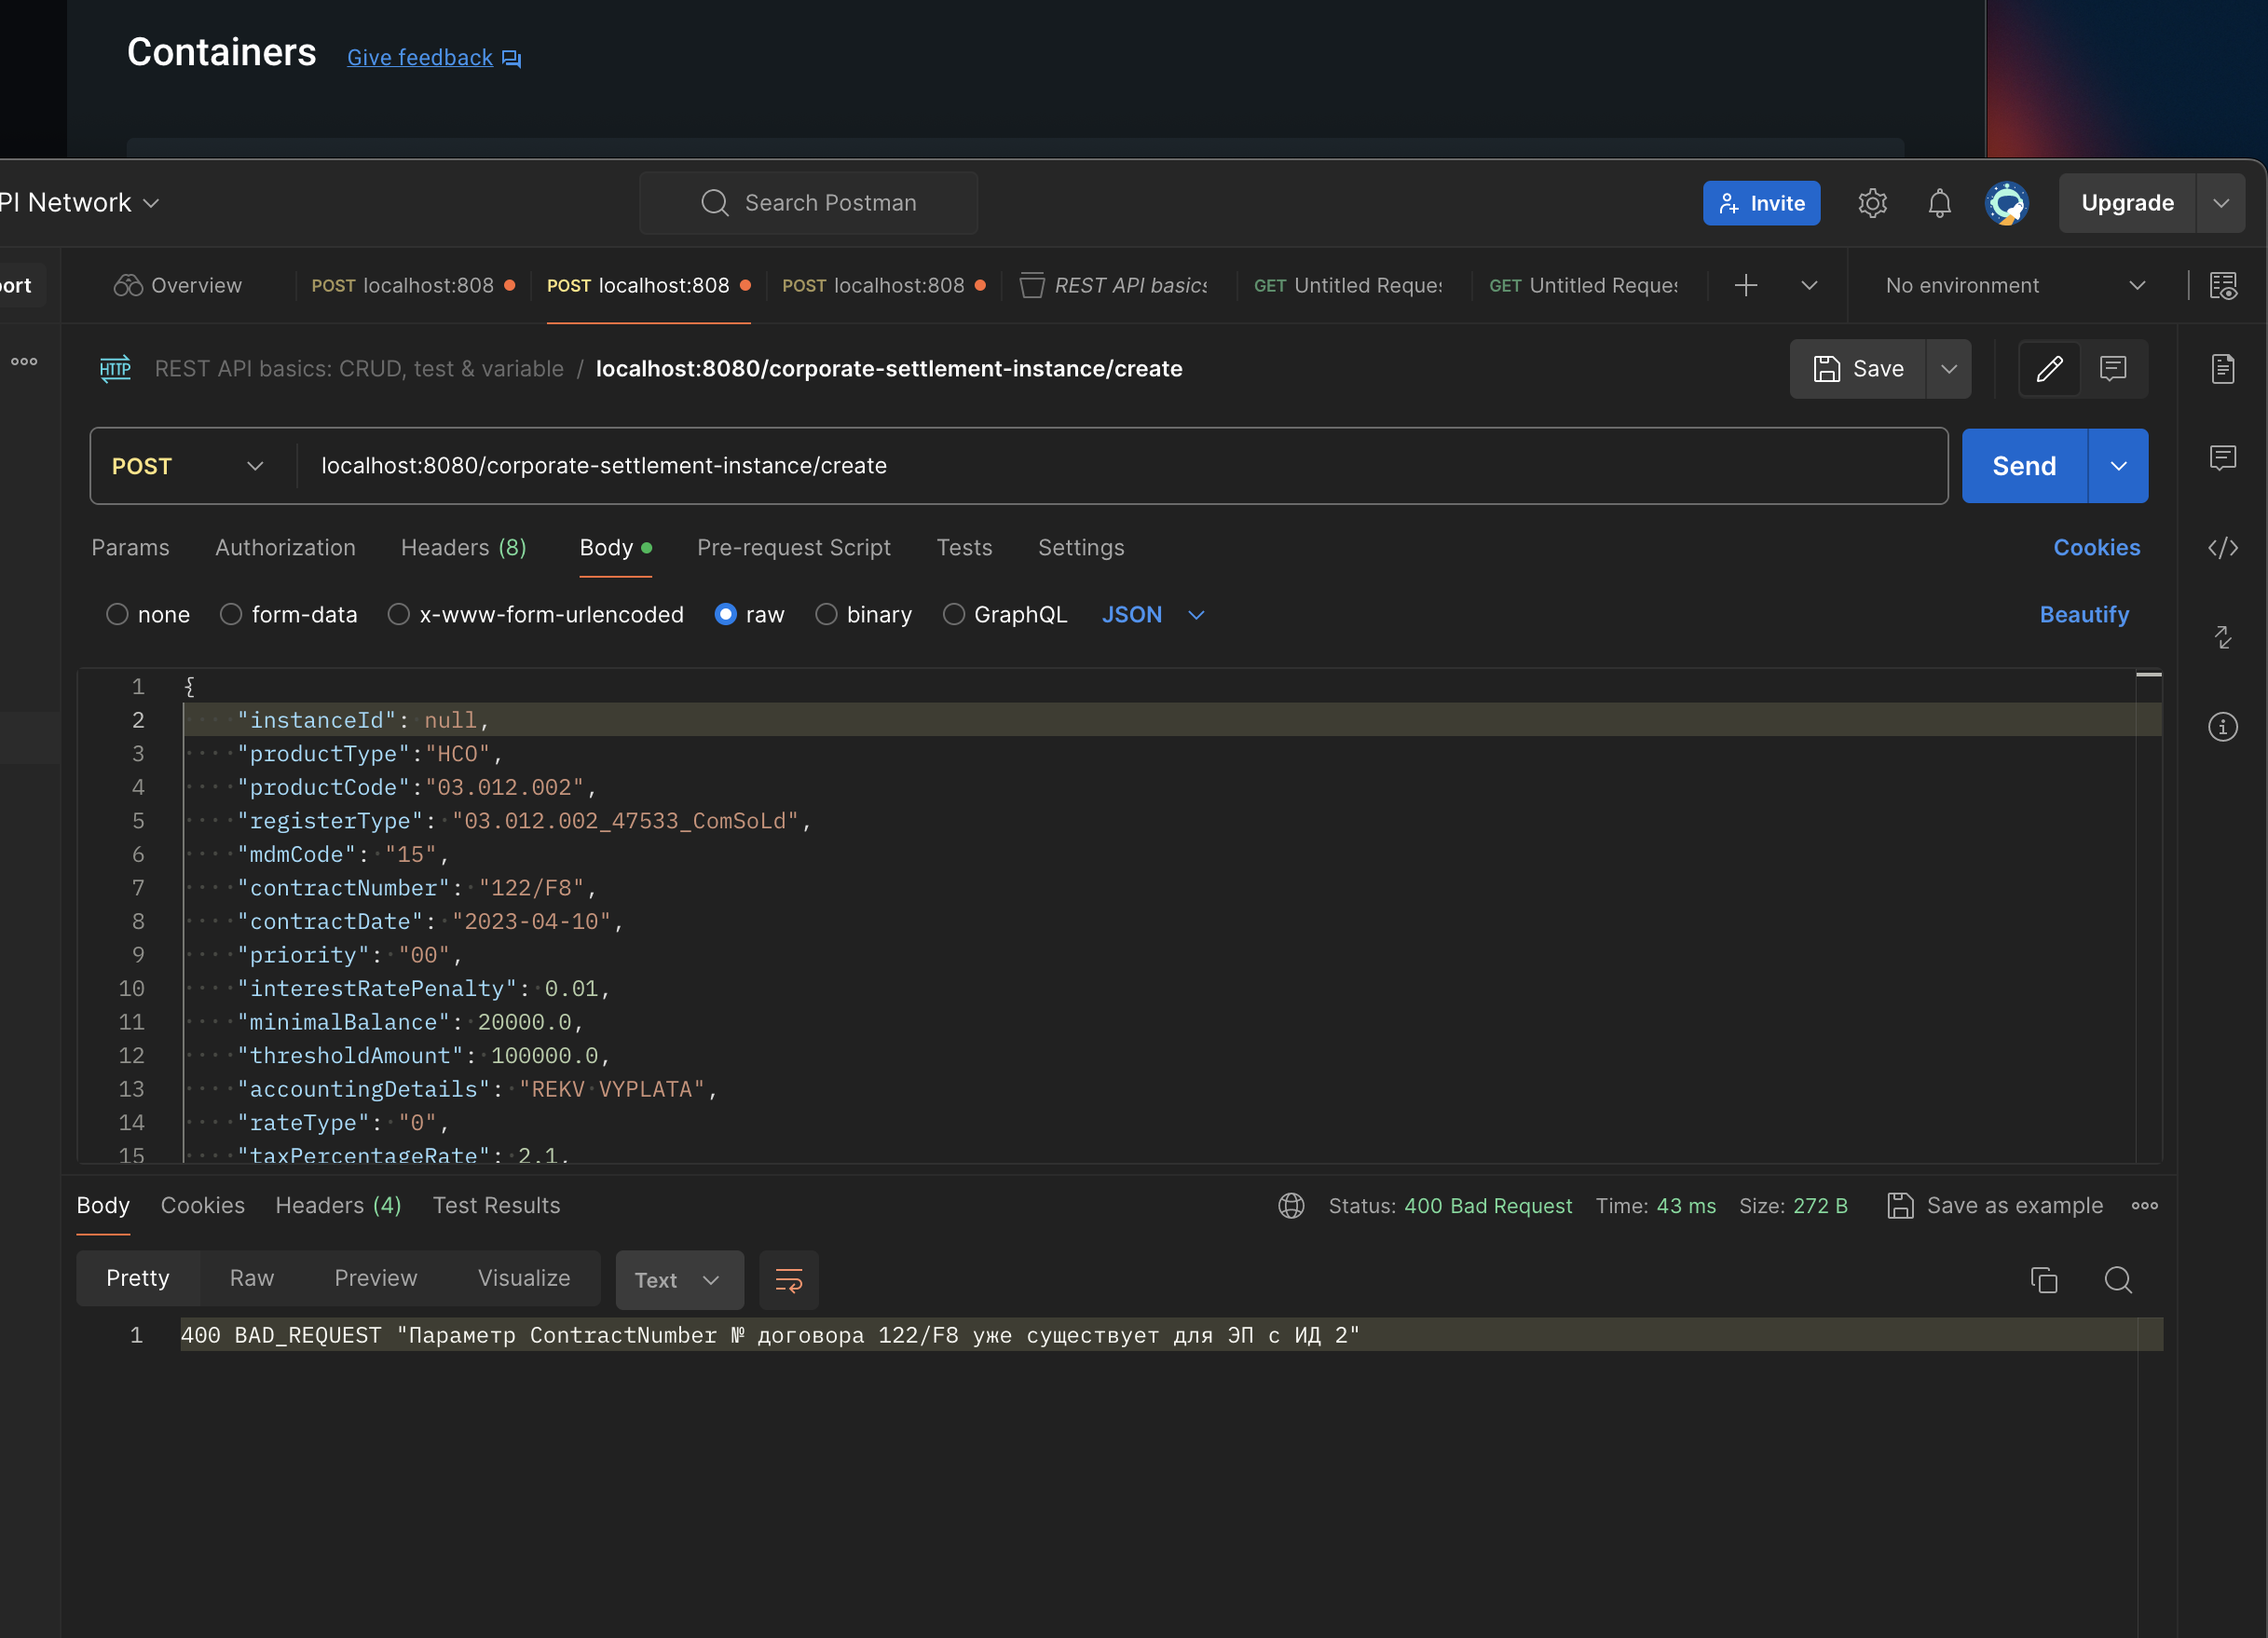 Containers Give feedback
PI Network Search Postman Invite Upgrade
ort Overview POST localhost:808 POST localhost:808 POST localhost:808 REST API basics GET Untitled Reques GET Untitled Reques No environment
HTTP REST API basics: CRUD, test & variable / localhost:8080/corporate-settlement-instance/create Save
POST localhost:8080/corporate-settlement-instance/create Send
Params Authorization Headers (8) Body Pre-request Script Tests Settings Cookies
none form-data x-www-form-urlencoded raw binary GraphQL JSON Beautify
1 {
2 "instanceId": null,
3 "productType":"HCO",
4 "productCode":"03.012.002",
5 "registerType": "03.012.002_47533_ComSoLd",
6 "mdmCode": "15",
7 "contractNumber": "122/F8",
8 "contractDate": "2023-04-10",
9 "priority": "00",
10 "interestRatePenalty": 0.01,
11 "minimalBalance": 20000.0,
12 "thresholdAmount": 100000.0,
13 "accountingDetails": "REKV VYPLATA",
14 "rateType": "0",
15 "taxPercentageRate": 2.1,
Body Cookies Headers (4) Test Results Status: 400 Bad Request Time: 43 ms Size: 272 B Save as example
Pretty Raw Preview Visualize Text
1 400 BAD_REQUEST "Параметр ContractNumber № договора 122/F8 уже существует для ЭП с ИД 2"